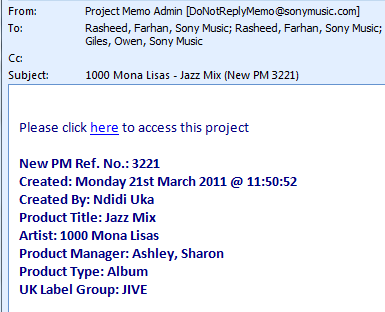 From: Project Memo Admin [DoNotReplyMemo@sonymusic.com]
To: Rasheed, Farhan, Sony Music; Rasheed, Farhan, Sony Music;
Giles, Owen, Sony Music
Cc:
Subject: 1000 Mona Lisas - Jazz Mix (New PM 3221)
Please click here to access this project
New PM Ref. No.: 3221
Created: Monday 21st March 2011 @ 11:50:52
Created By: Ndidi Uka
Product Title: Jazz Mix
Artist: 1000 Mona Lisas
Product Manager: Ashley, Sharon
Product Type: Album
UK Label Group: JIVE